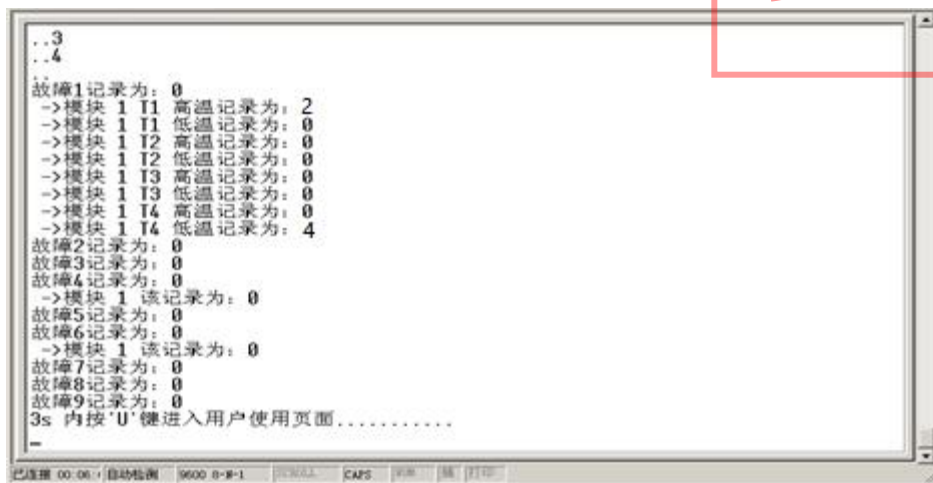 ..3
..4
..
故障1记录为: 0
->模块 1 T1 高温记录为: 2
->模块 1 T1 低温记录为: 0
->模块 1 T2 高温记录为: 0
->模块 1 T2 低温记录为: 0
->模块 1 T3 高温记录为: 0
->模块 1 T3 低温记录为: 0
->模块 1 T4 高温记录为: 0
->模块 1 T4 低温记录为: 4
故障2记录为: 0
故障3记录为: 0
故障4记录为: 0
->模块 1 该记录为: 0
故障5记录为: 0
故障6记录为: 0
->模块 1 该记录为: 0
故障7记录为: 0
故障8记录为: 0
故障9记录为: 0
3s 内按'U'键进入用户使用页面...........
已连接 00:06: 自动检测 9600 8-N-1 SCROLL CAPS 打印